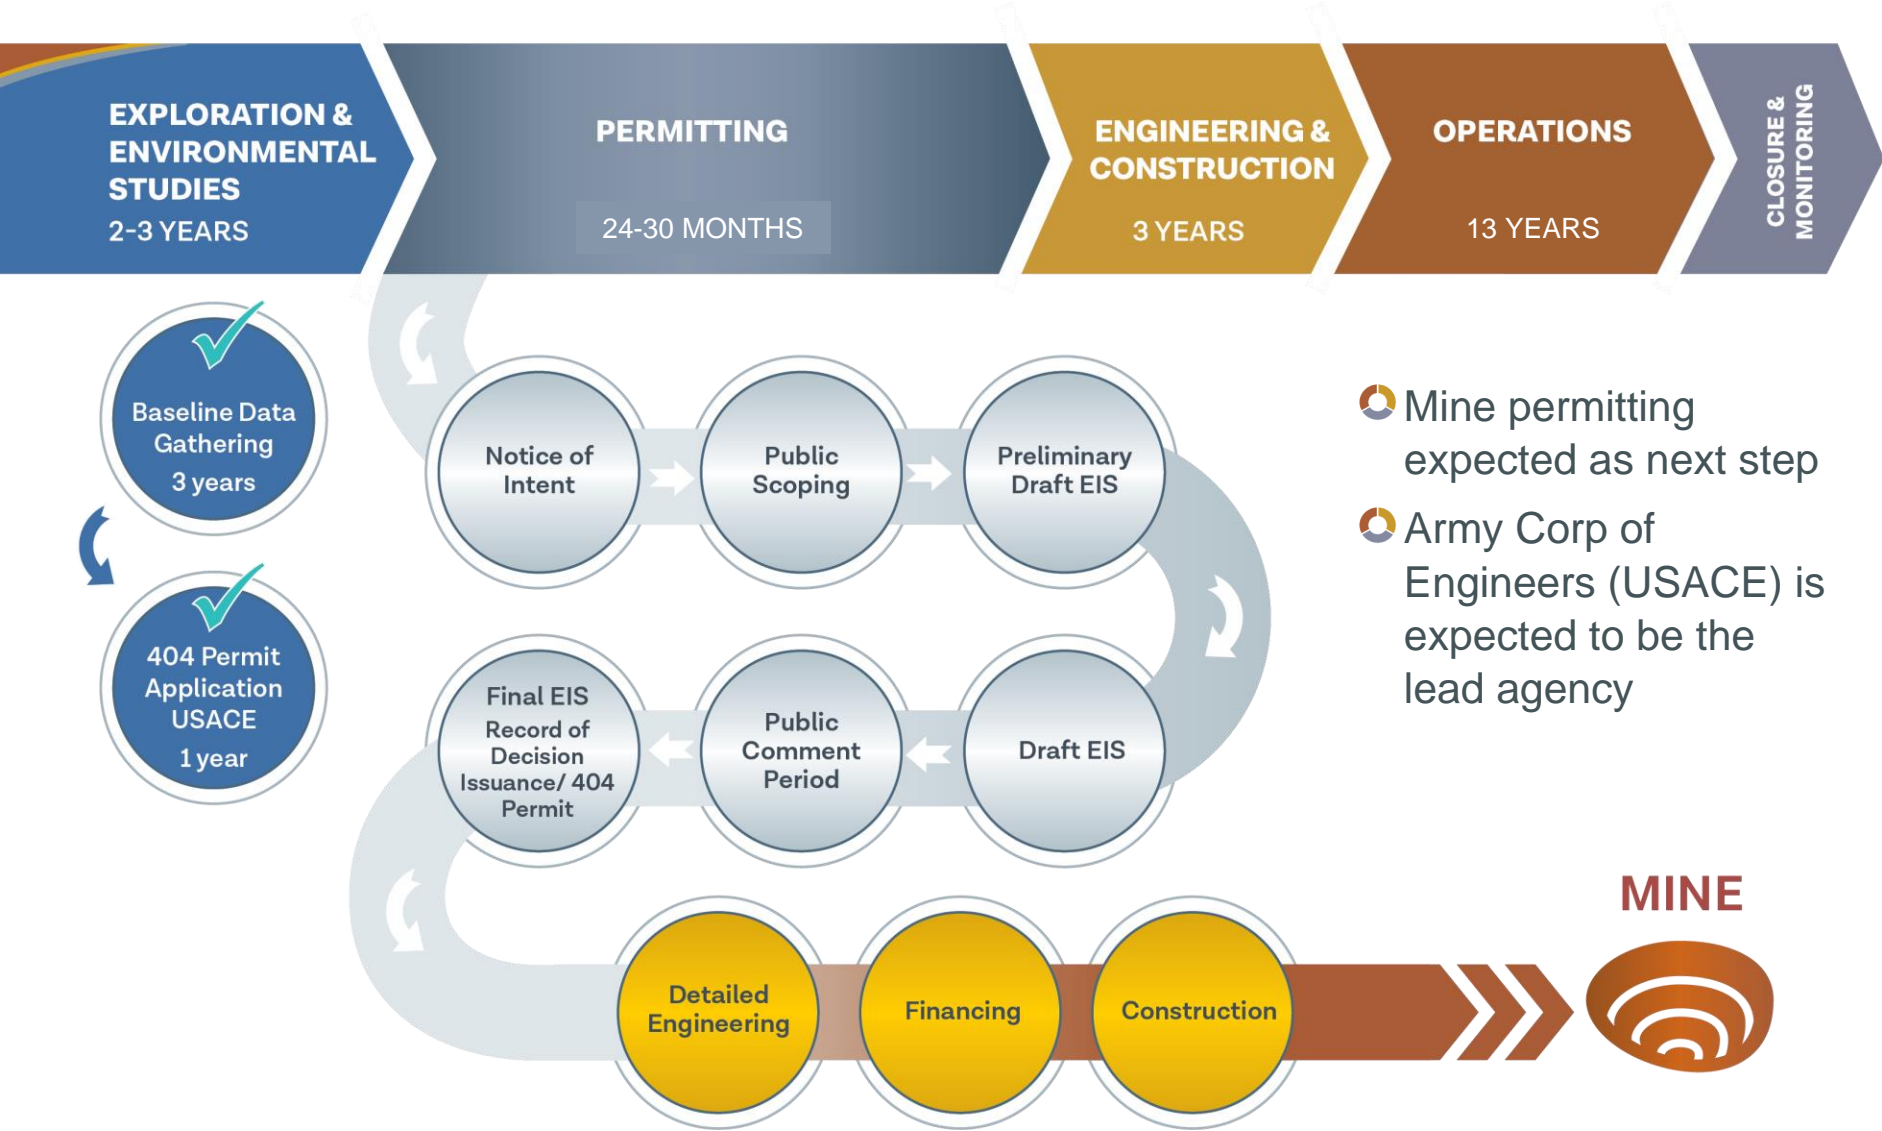 EXPLORATION &
ENVIRONMENTAL
STUDIES
2-3 YEARS
PERMITTING
24-30 MONTHS
ENGINEERING &
CONSTRUCTION
3 YEARS
OPERATIONS
13 YEARS
CLOSURE &
MONITORING
Baseline Data
Gathering
3 years
404 Permit
Application
USACE
1 year
Notice of
Intent
Public
Scoping
Preliminary
Draft EIS
Draft EIS
Public
Comment
Period
Final EIS
Record of
Decision
Issuance/ 404
Permit
Detailed
Engineering
Financing
Construction
MINE
Mine permitting
expected as next step
Army Corp of
Engineers (USACE) is
expected to be the
lead agency